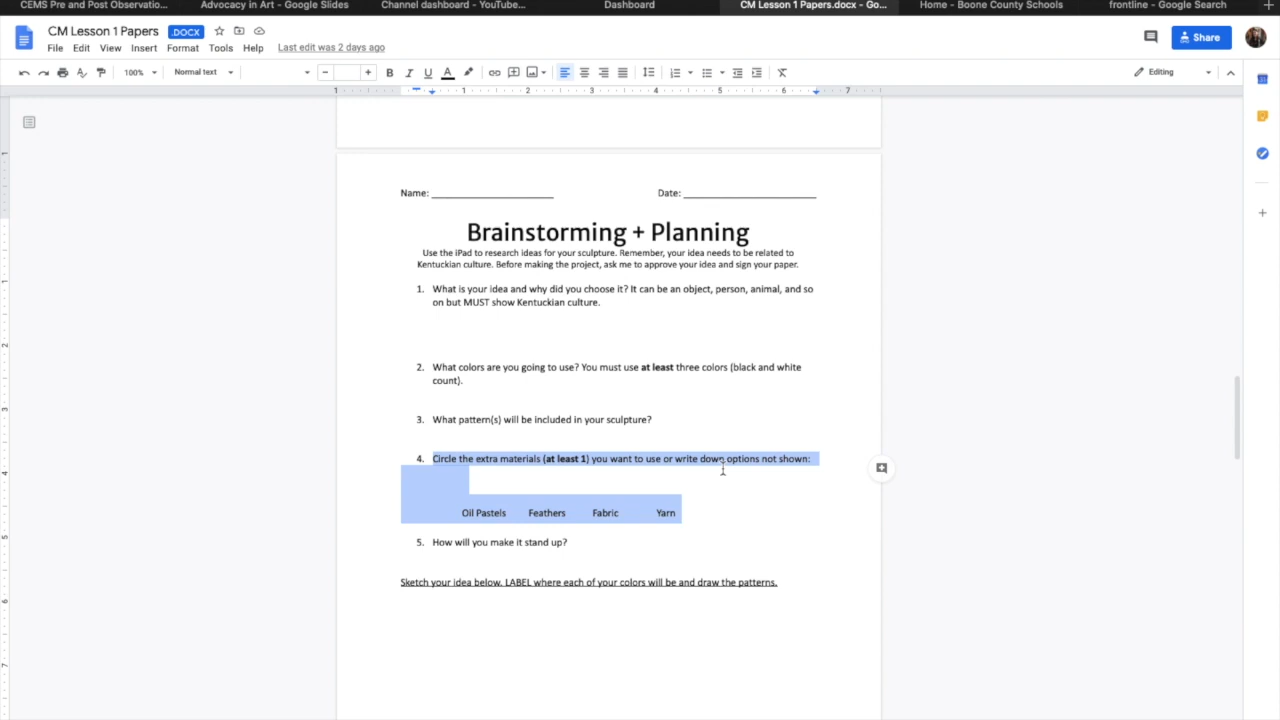 CEMS Pre and Post Observatio... Advocacy in Art - Google Slides Channel dashboard - YouTube... Dashboard CM Lesson 1 Papers.docx - Go... Home - Boone County Schools frontline - Google Search
CM Lesson 1 Papers .DOCX
Share
File Edit View Insert Format Tools Help Last edit was 2 days ago
100% Normal text B I U A Editing
1 1 2 3 4 5 6 7
Name: Date:
Brainstorming + Planning
Use the iPad to research ideas for your sculpture. Remember, your idea needs to be related to
Kentuckian culture. Before making the project, ask me to approve your idea and sign your paper.
1. What is your idea and why did you choose it? It can be an object, person, animal, and so
on but MUST show Kentuckian culture.
2. What colors are you going to use? You must use at least three colors (black and white
count).
3. What pattern(s) will be included in your sculpture?
4. Circle the extra materials (at least 1) you want to use or write down options not shown:
Oil Pastels Feathers Fabric Yarn
5. How will you make it stand up?
Sketch your idea below. LABEL where each of your colors will be and draw the patterns.